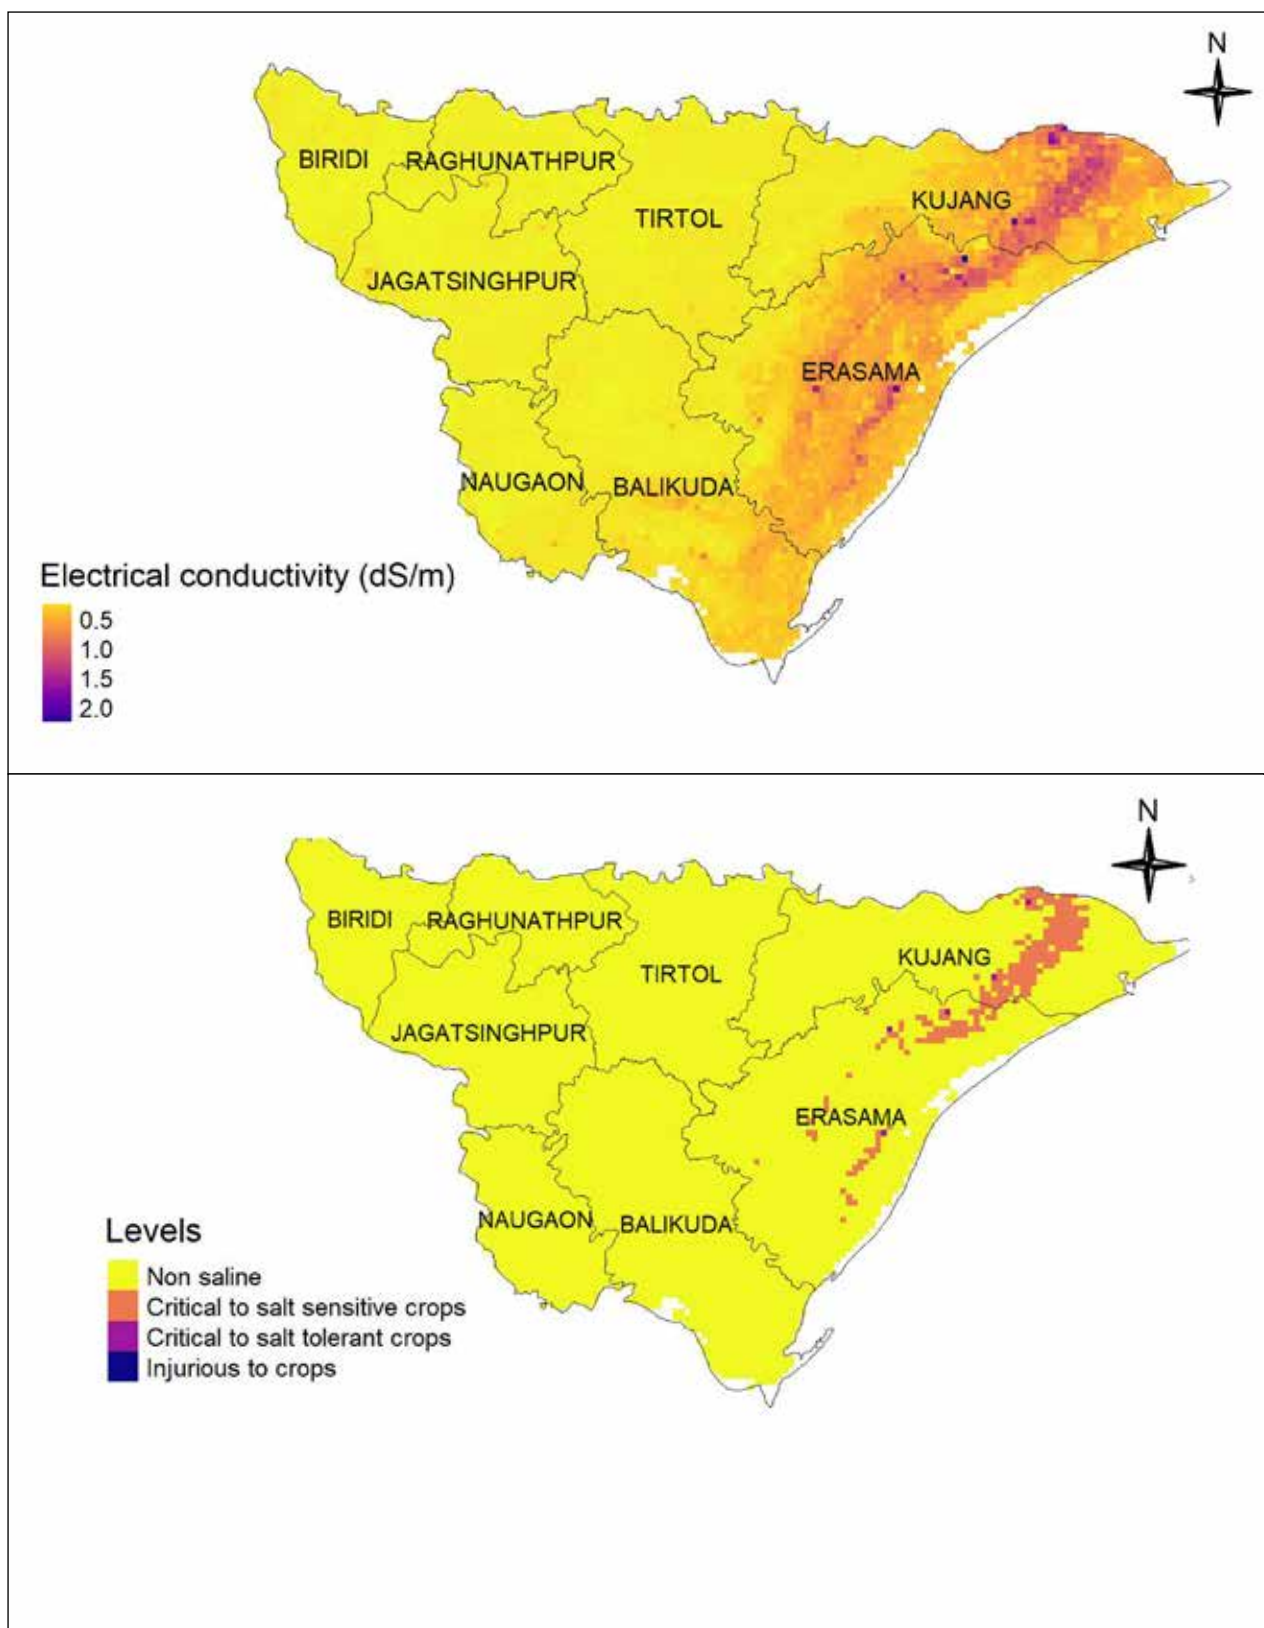 N
BIRIDI
RAGHUNATHPUR
TIRTOL
KUJANG
JAGATSINGHPUR
ERASAMA
NAUGAON
BALIKUDA
Electrical conductivity (dS/m)
0.5
1.0
1.5
2.0
N
BIRIDI
RAGHUNATHPUR
TIRTOL
KUJANG
JAGATSINGHPUR
ERASAMA
NAUGAON
BALIKUDA
Levels
Non saline
Critical to salt sensitive crops
Critical to salt tolerant crops
Injurious to crops